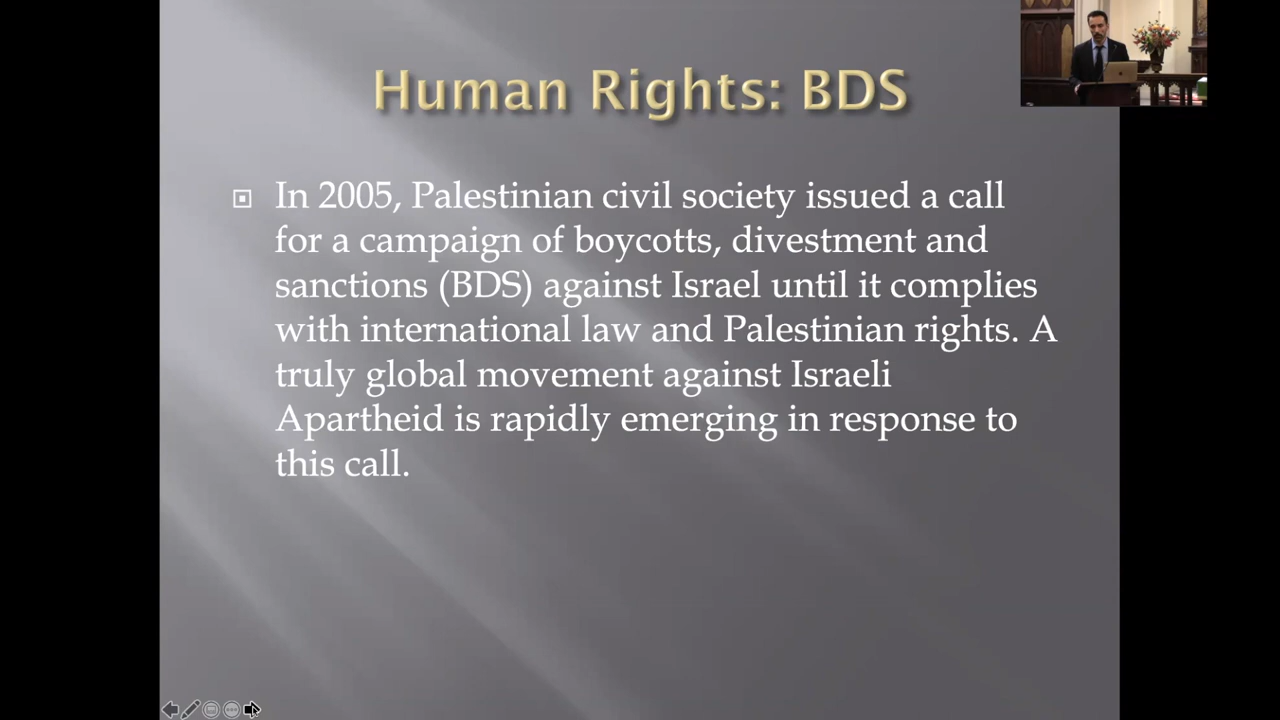 Human Rights: BDS
In 2005, Palestinian civil society issued a call
for a campaign of boycotts, divestment and
sanctions (BDS) against Israel until it complies
with international law and Palestinian rights. A
truly global movement against Israeli
Apartheid is rapidly emerging in response to
this call.